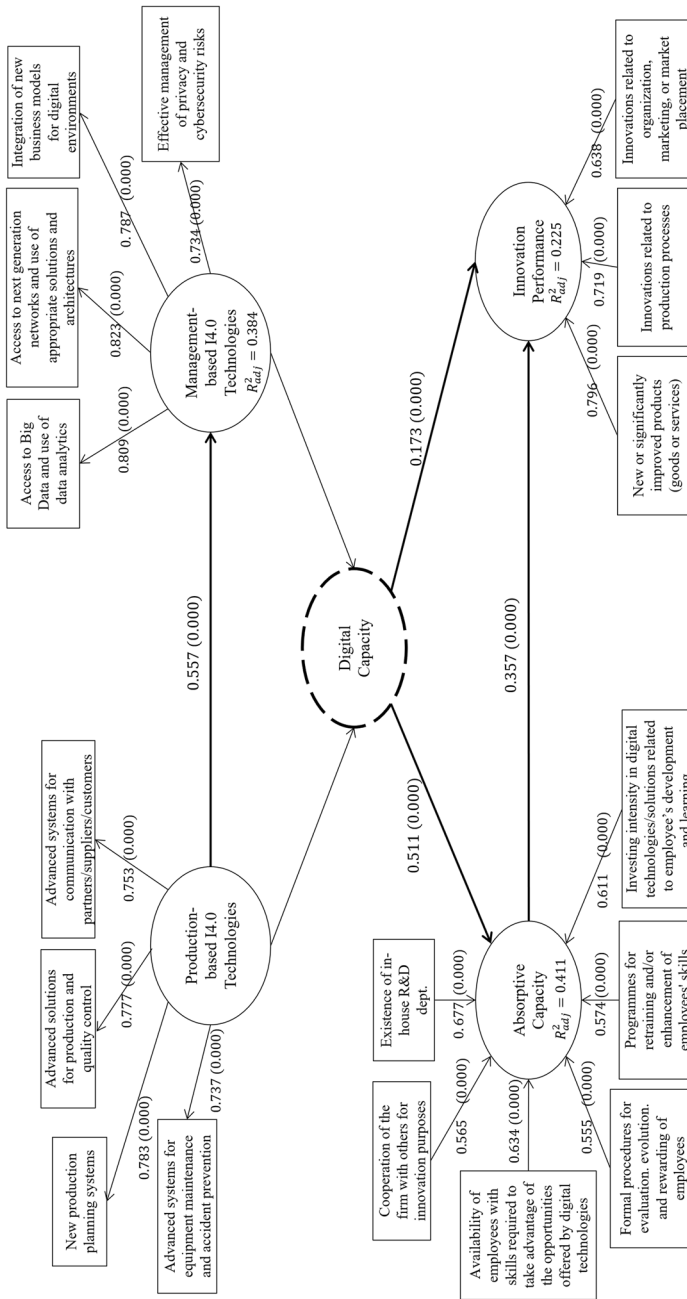 New production
planning systems
Advanced solutions
for production and
quality control
Advanced systems for
communication with
partners/suppliers/customers
Access to Big
Data and use of
data analytics
Access to next generation
networks and use of
appropriate solutions and
architectures
Integration of new
business models
for digital
environments
0.783 (0.000)
0.777 (0.000)
0.753 (0.000)
0.809 (0.000)
0.823 (0.000)
0.787 (0.000)
Advanced systems for
equipment maintenance
and accident prevention
0.737 (0.000)
Production-
based I4.0
Technologies
0.557 (0.000)
Management-
based I4.0
Technologies
R²adj = 0.384
0.734 (0.000)
Effective management
of privacy and
cybersecurity risks
Digital
Capacity
0.511 (0.000)
0.173 (0.000)
Cooperation of the
firm with others for
innovation purposes
Existence of in-
house R&D
dept.
0.565 (0.000)
0.677 (0.000)
Availability of
employees with
skills required to
take advantage of
the opportunities
offered by digital
technologies
0.634 (0.000)
Absorptive
Capacity
R²adj = 0.411
0.357 (0.000)
Innovation
Performance
R²adj = 0.225
0.555 (0.000)
0.574 (0.000)
0.611 (0.000)
0.796 (0.000)
0.719 (0.000)
0.638 (0.000)
Formal procedures for
evaluation. evolution.
and rewarding of
employees
Programmes for
retraining and/or
enhancement of
employees' skills
Investing intensity in digital
technologies/solutions related
to employee's development
and learning
New or significantly
improved products
(goods or services)
Innovations related to
production processes
Innovations related to
organization,
marketing, or market
placement